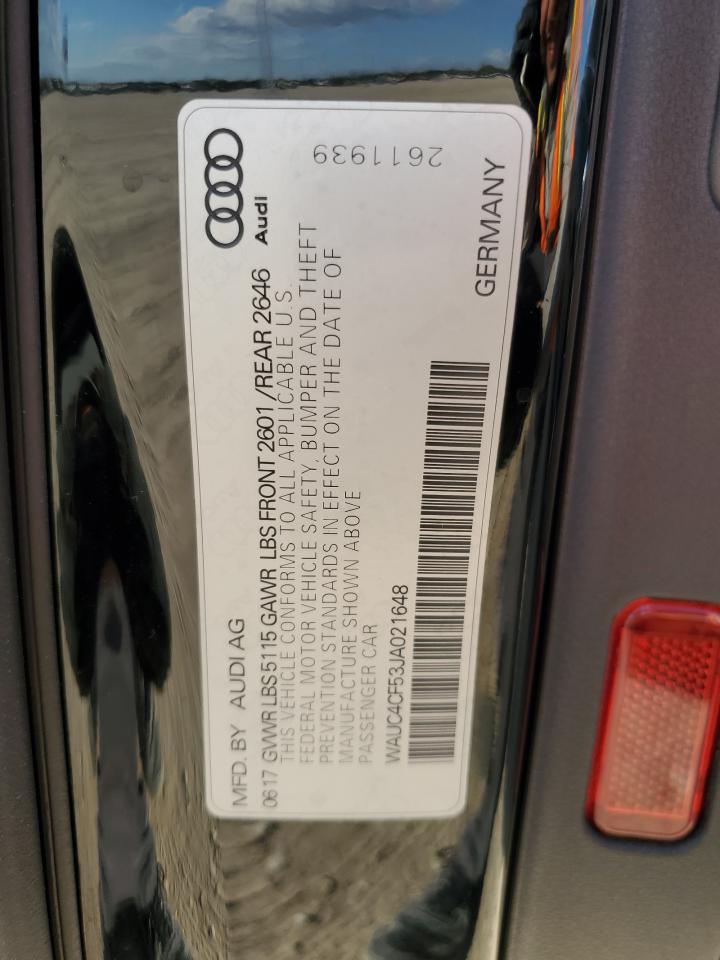 MFD. BY AUDI AG
Audi
0617 GVWR LBS 5115 GAWR LBS FRONT 2601 /REAR 2646
THIS VEHICLE CONFORMS TO ALL APPLICABLE U.S.
FEDERAL MOTOR VEHICLE SAFETY, BUMPER AND THEFT
PREVENTION STANDARDS IN EFFECT ON THE DATE OF
MANUFACTURE SHOWN ABOVE
PASSENGER CAR
WAUC4CF53JA021648
GERMANY
2611939